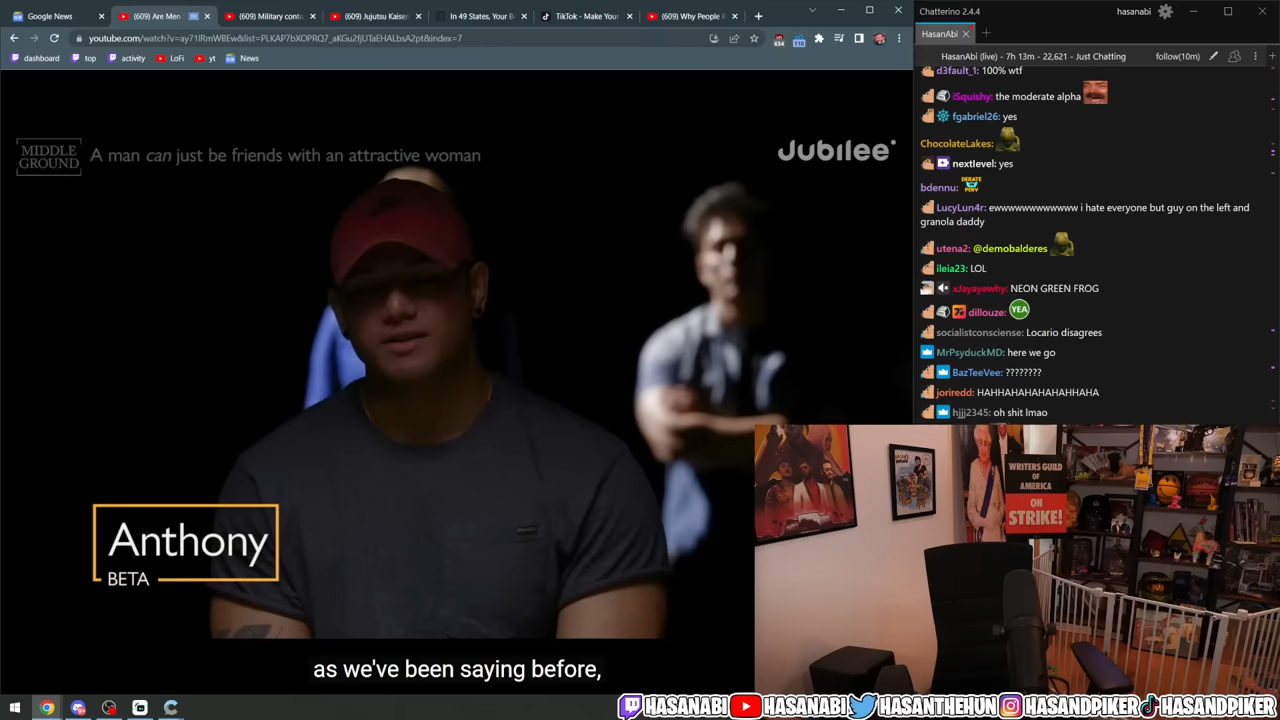 Google News
(609) Are Men
(609) Military contr
(609) Jujutsu Kaisen
In 49 States, Your B
TikTok - Make Your
(609) Why People F
youtube.com/watch?v=ay71IRmWBEw&list=PLKAP7bXOPRQ7_aKGu2fjUTaEHALbsA2pt&index=7
dashboard
top
activity
LoFi
yt
News
MIDDLE
GROUND
A man can just be friends with an attractive woman
Jubilee
Anthony
BETA
as we've been saying before,
Chatterino 2.4.4
hasanabi
HasanAbi
HasanAbi (live) - 7h 13m - 22,621 - Just Chatting
follow(10m)
d3fault_1: 100% wtf
iSquishy: the moderate alpha
fgabriel26: yes
ChocolateLakes:
nextlevel: yes
bdennu:
LucyLun4r: ewwwwwwwwwwww i hate everyone but guy on the left and
granola daddy
utena2: @demobalderes
ileia23: LOL
xJayayewhy: NEON GREEN FROG
dillouze: YEA
socialistconsciense: Locario disagrees
MrPsyduckMD: here we go
BazTeeVee: ????????
joriredd: HAHHAHAHAHAHAHHAHA
hjjj2345: oh shit lmao
WRITERS GUILD
OF
AMERICA
ON
STRIKE!
HASANABI
HASANABI
HASANTHEHUN
HASANDPIKER
HASANDPIKER